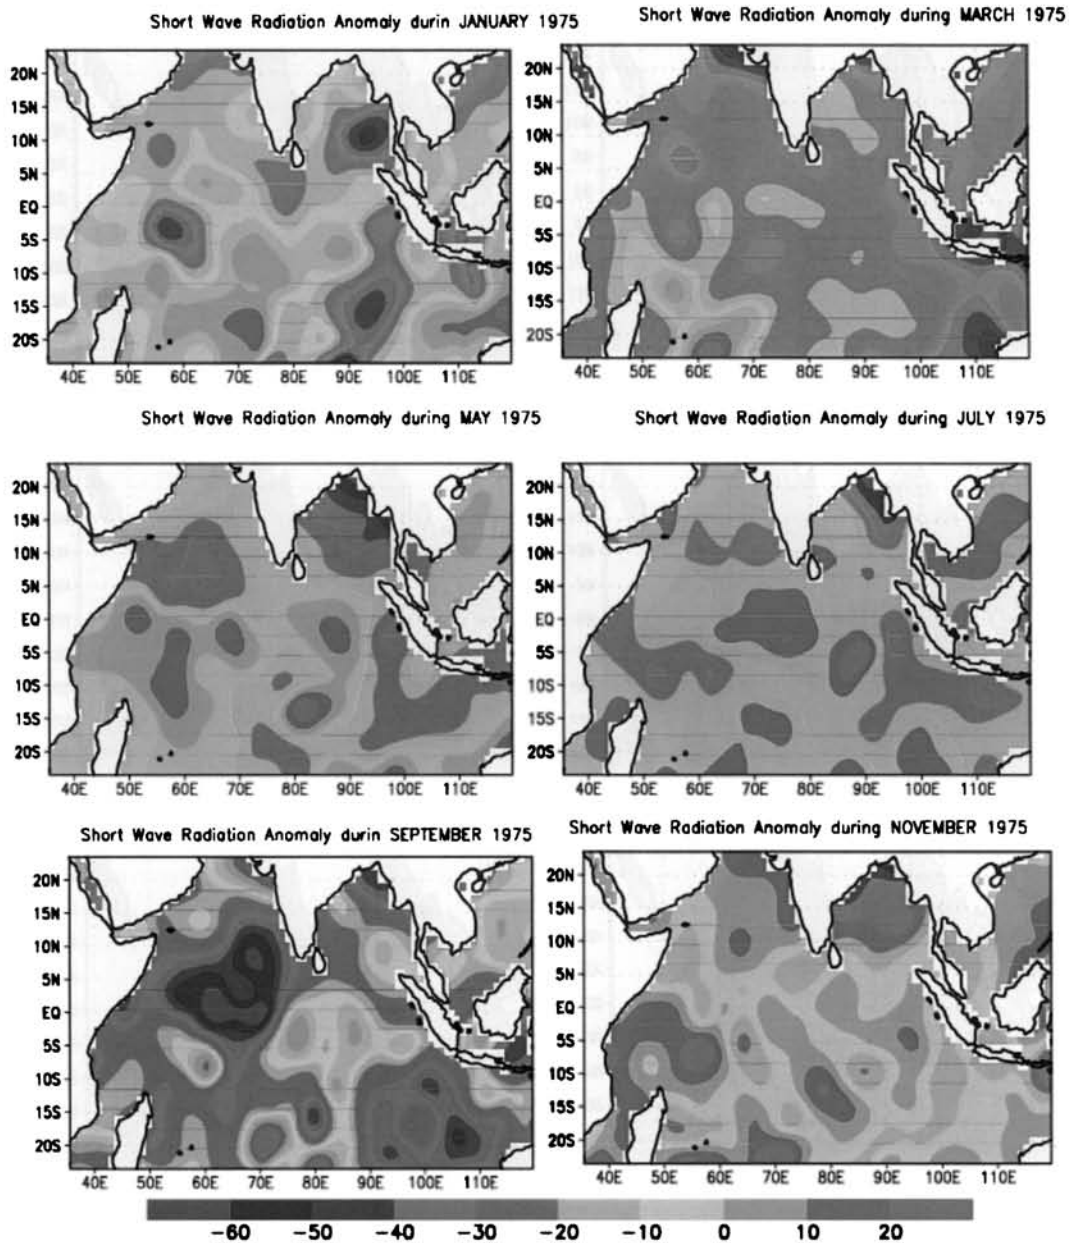 Short Wave Radiation Anomaly durin JANUARY 1975
Short Wave Radiation Anomaly during MARCH 1975
20N
15N
10N
5N
EQ
5S
10S
15S
20S
40E 50E 60E 70E 80E 90E 100E 110E
20N
15N
10N
5N
EQ
5S
10S
15S
20S
40E 50E 60E 70E 80E 90E 100E 110E
Short Wave Radiation Anomaly during MAY 1975
Short Wave Radiation Anomaly during JULY 1975
20N
15N
10N
5N
EQ
5S
10S
15S
20S
40E 50E 60E 70E 80E 90E 100E 110E
20N
15N
10N
5N
EQ
5S
10S
15S
20S
40E 50E 60E 70E 80E 90E 100E 110E
Short Wave Radiation Anomaly durin SEPTEMBER 1975
Short Wave Radiation Anomaly during NOVEMBER 1975
20N
15N
10N
5N
EQ
5S
10S
15S
20S
40E 50E 60E 70E 80E 90E 100E 110E
20N
15N
10N
5N
EQ
5S
10S
15S
20S
40E 50E 60E 70E 80E 90E 100E 110E
-60 -50 -40 -30 -20 -10 0 10 20